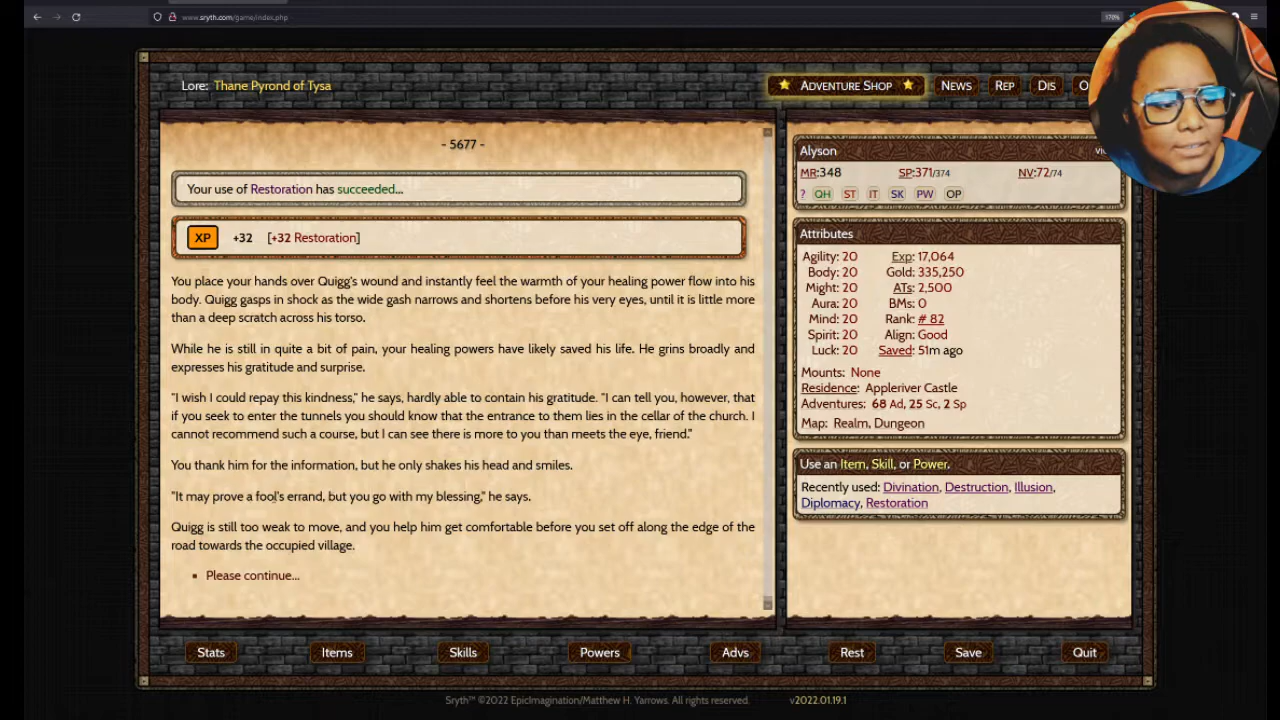 www.sryth.com/game/index.php
170%
Lore: Thane Pyrond of Tysa
ADVENTURE SHOP
NEWS
REP
DIS
- 5677 -
Your use of Restoration has succeeded...
XP +32 [+32 Restoration]
You place your hands over Quigg's wound and instantly feel the warmth of your healing power flow into his
body. Quigg gasps in shock as the wide gash narrows and shortens before his very eyes, until it is little more
than a deep scratch across his torso.
While he is still in quite a bit of pain, your healing powers have likely saved his life. He grins broadly and
expresses his gratitude and surprise.
"I wish I could repay this kindness," he says, hardly able to contain his gratitude. "I can tell you, however, that
if you seek to enter the tunnels you should know that the entrance to them lies in the cellar of the church. I
cannot recommend such a course, but I can see there is more to you than meets the eye, friend."
You thank him for the information, but he only shakes his head and smiles.
"It may prove a fool's errand, but you go with my blessing," he says.
Quigg is still too weak to move, and you help him get comfortable before you set off along the edge of the
road towards the occupied village.
Please continue...
Alyson
MR:348 SP:371/374 NV:72/74
? QH ST IT SK PW OP
Attributes
Agility: 20 Exp: 17,064
Body: 20 Gold: 335,250
Might: 20 ATs: 2,500
Aura: 20 BMs: 0
Mind: 20 Rank: # 82
Spirit: 20 Align: Good
Luck: 20 Saved: 51m ago
Mounts: None
Residence: Appleriver Castle
Adventures: 68 Ad, 25 Sc, 2 Sp
Map: Realm, Dungeon
Use an Item, Skill, or Power.
Recently used: Divination, Destruction, Illusion,
Diplomacy, Restoration
Stats Items Skills Powers Advs Rest Save Quit
Sryth™ ©2022 EpicImagination/Matthew H. Yarrows. All rights reserved. v2022.01.19.1